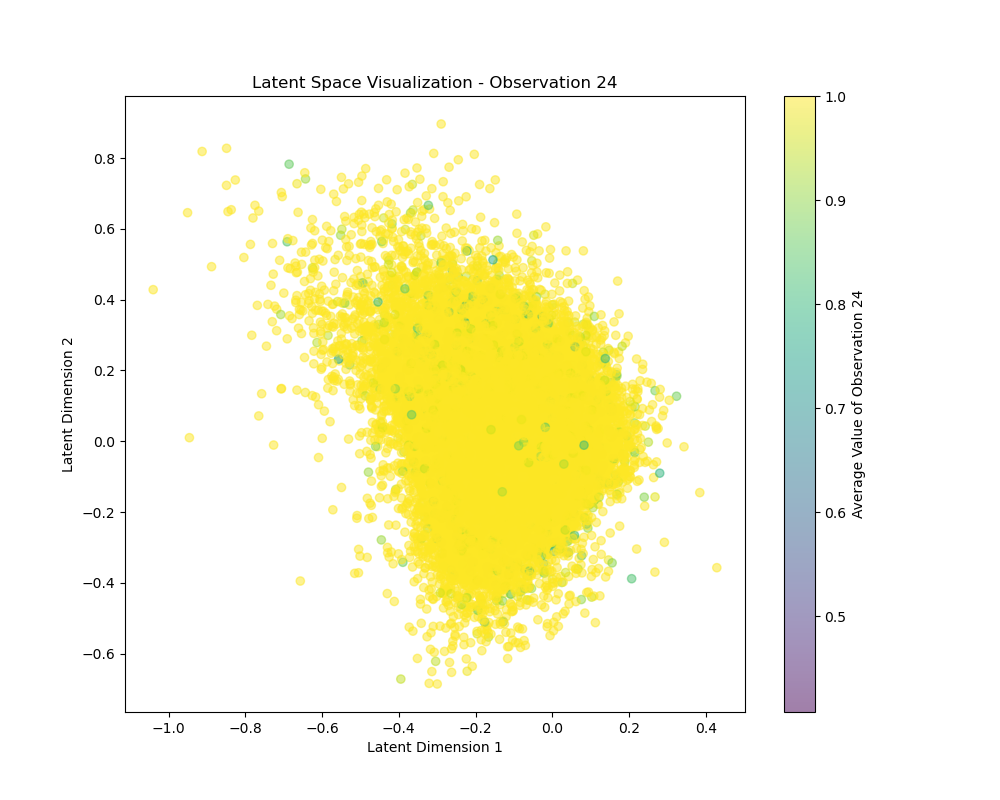 Latent Space Visualization - Observation 24
1.0
0.9
0.8
0.7
0.6
0.5
Average Value of Observation 24
0.8
0.6
0.4
0.2
0.0
−0.2
−0.4
−0.6
Latent Dimension 2
−1.0 −0.8 −0.6 −0.4 −0.2 0.0 0.2 0.4
Latent Dimension 1